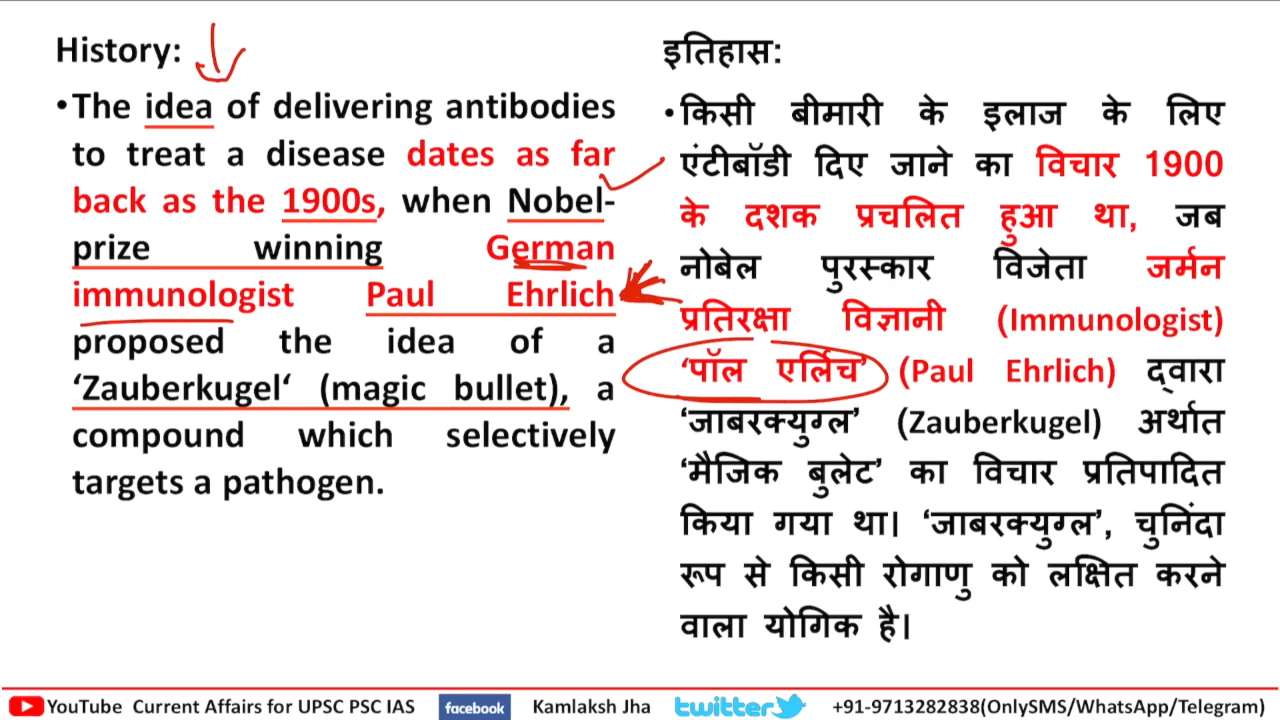 History:
•The idea of delivering antibodies
to treat a disease dates as far
back as the 1900s, when Nobel-
prize winning German
immunologist Paul Ehrlich
proposed the idea of a
‘Zauberkugel‘ (magic bullet), a
compound which selectively
targets a pathogen.
इतिहास:
•किसी बीमारी के इलाज के लिए
एंटीबॉडी दिए जाने का विचार 1900
के दशक प्रचलित हुआ था, जब
नोबेल पुरस्कार विजेता जर्मन
प्रतिरक्षा विज्ञानी (Immunologist)
‘पॉल एर्लिच’ (Paul Ehrlich) द्वारा
‘जाबरक्युग्ल’ (Zauberkugel) अर्थात
‘मैजिक बुलेट’ का विचार प्रतिपादित
किया गया था। ‘जाबरक्युग्ल’, चुनिंदा
रूप से किसी रोगाणु को लक्षित करने
वाला योगिक है।
YouTube Current Affairs for UPSC PSC IAS facebook Kamlaksh Jha twitter +91-9713282838(OnlySMS/WhatsApp/Telegram)